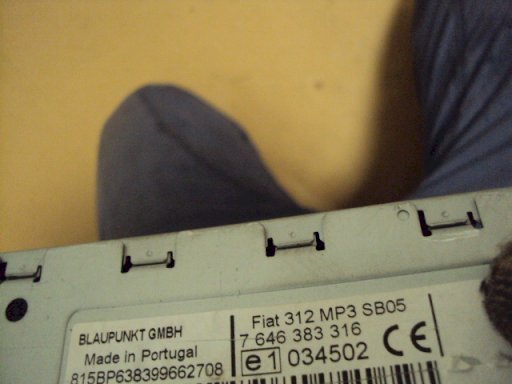 BLAUPUNKT GMBH
Made in Portugal
815BP638399662708
Fiat 312 MP3 SB05
7 646 383 316
e1 034502 CE